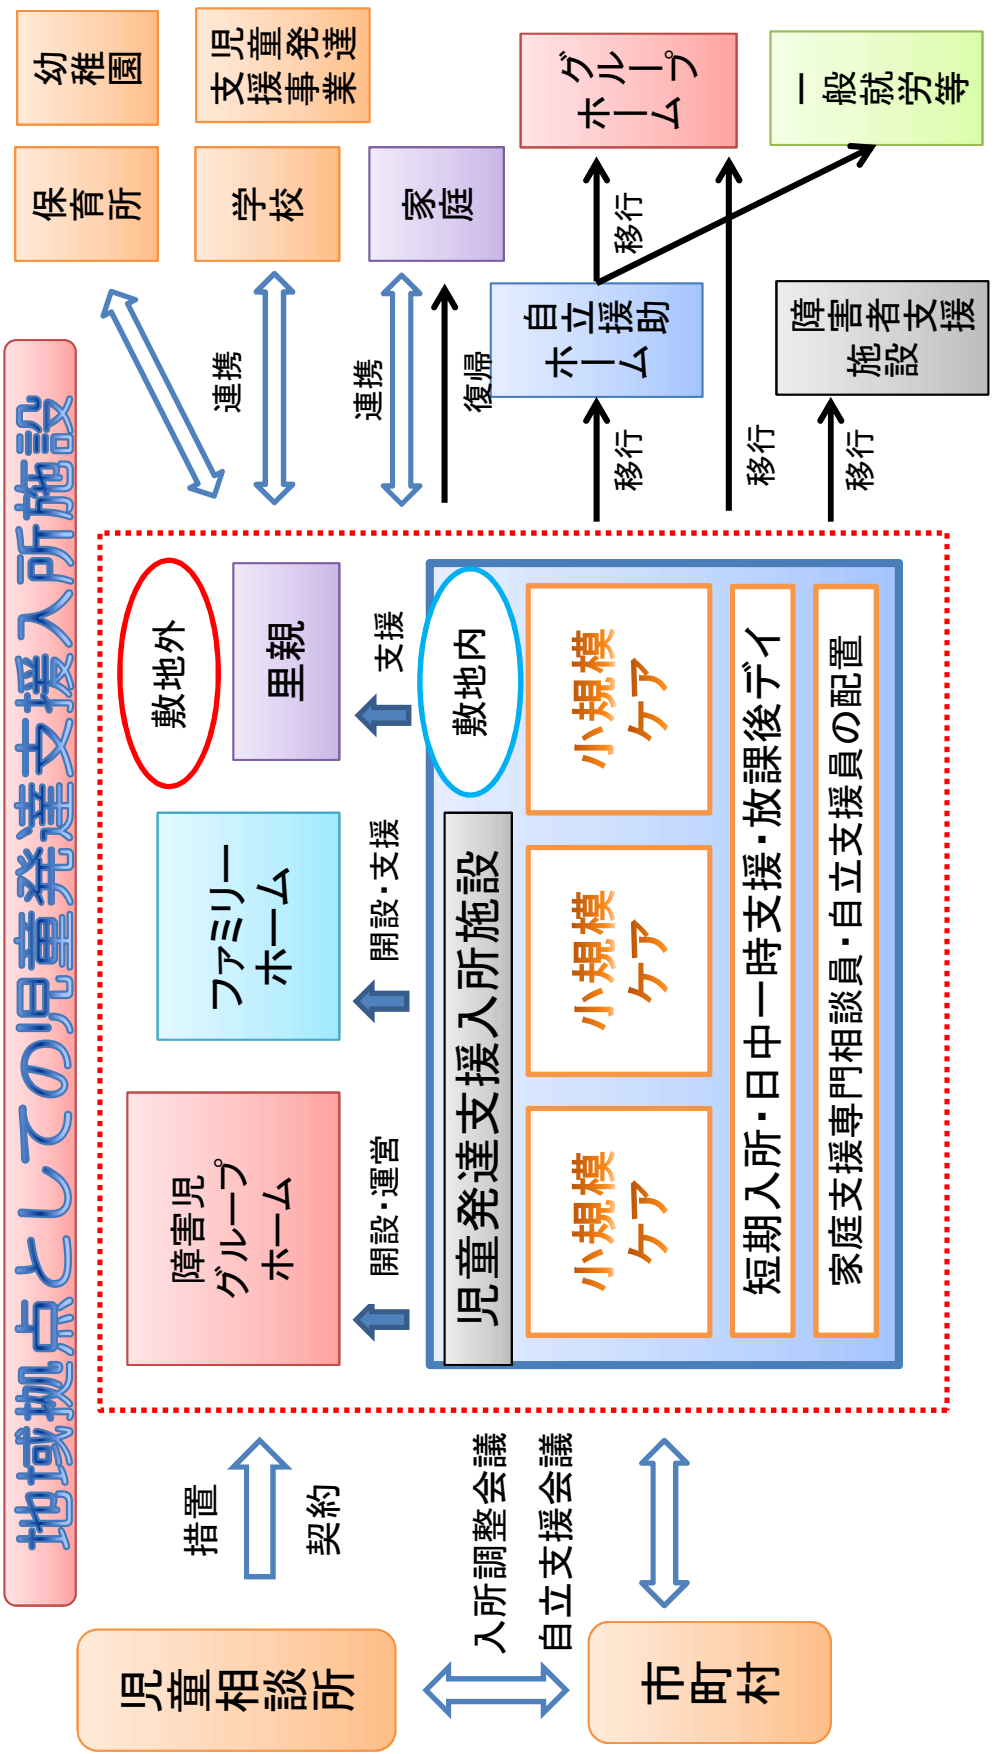 地域拠点としての児童発達支援入所施設
児童相談所
市町村
措置
契約
入所調整会議
自立支援会議
障害児
グループ
ホーム
ファミリー
ホーム
里親
敷地外
開設・運営
開設・支援
支援
敷地内
児童発達支援入所施設
小規模
ケア
小規模
ケア
小規模
ケア
短期入所・日中一時支援・放課後デイ
家庭支援専門相談員・自立支援員の配置
連携
連携
復帰
移行
移行
移行
移行
保育所
幼稚園
学校
児童発達
支援事業
家庭
自立援助
ホーム
グループ
ホーム
障害者支援
施設
一般就労等